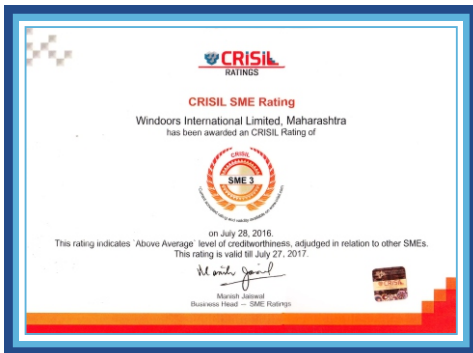 CRISIL
RATINGS
CRISIL SME Rating
Windoors International Limited, Maharashtra
has been awarded an CRISIL Rating of
CRISIL
SME 3
on July 28, 2016.
This rating indicates 'Above Average' level of creditworthiness, adjudged in relation to other SMEs.
This rating is valid till July 27, 2017.
Manish Jaiswal
Business Head — SME Ratings
CRISIL